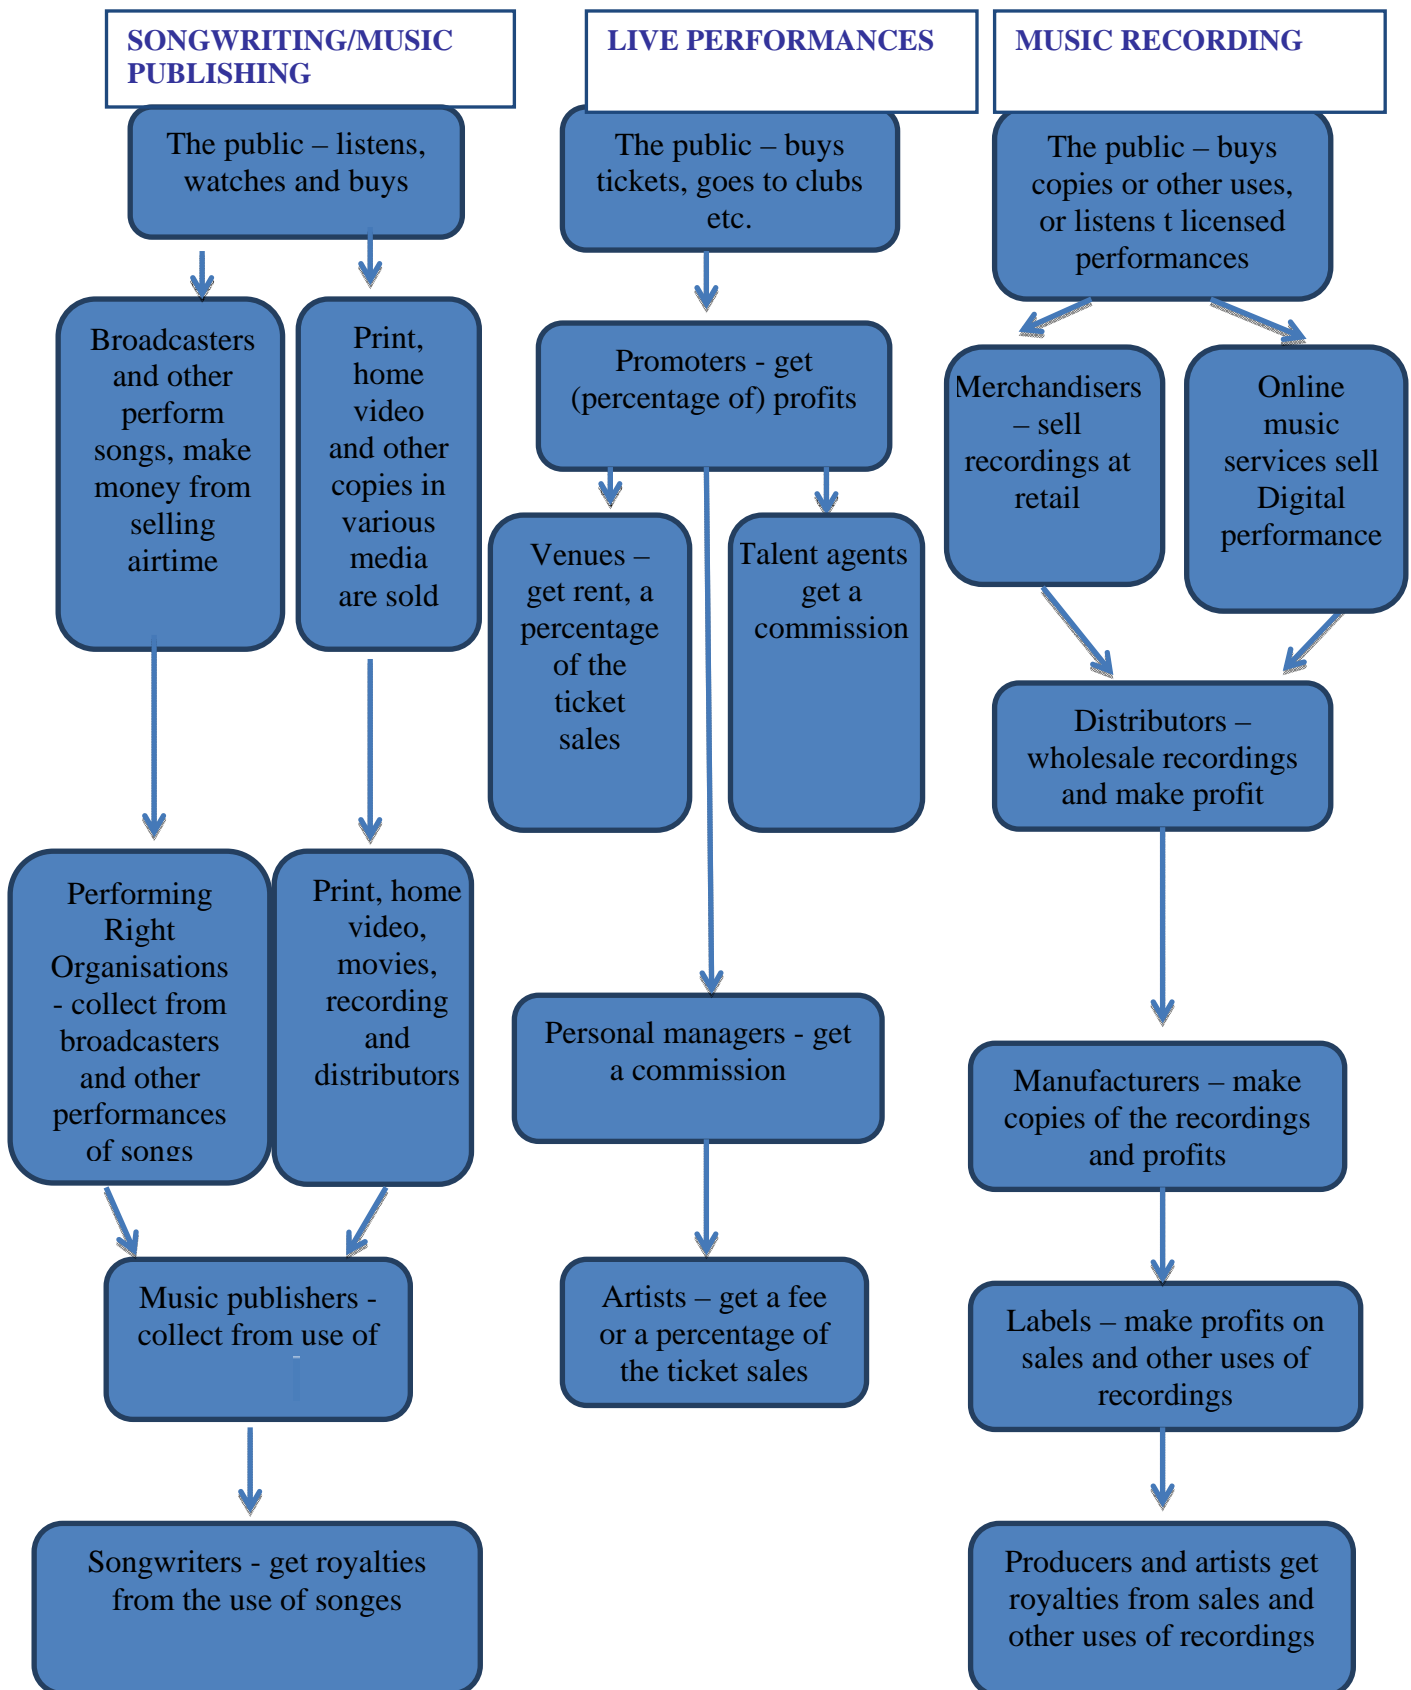 SONGWRITING/MUSIC
PUBLISHING
The public – listens,
watches and buys
Broadcasters
and other
perform
songs, make
money from
selling
airtime
Print,
home
video
and other
copies in
various
media
are sold
Performing
Right
Organisations
- collect from
broadcasters
and other
performances
of songs
Print, home
video,
movies,
recording
and
distributors
Music publishers -
collect from use of
Songwriters - get royalties
from the use of songes
LIVE PERFORMANCES
The public – buys
tickets, goes to clubs
etc.
Promoters - get
(percentage of) profits
Venues –
get rent, a
percentage
of the
ticket
sales
Talent agents
get a
commission
Personal managers - get
a commission
Artists – get a fee
or a percentage of
the ticket sales
MUSIC RECORDING
The public – buys
copies or other uses,
or listens t licensed
performances
Merchandisers
– sell
recordings at
retail
Online
music
services sell
Digital
performance
Distributors –
wholesale recordings
and make profit
Manufacturers – make
copies of the recordings
and profits
Labels – make profits on
sales and other uses of
recordings
Producers and artists get
royalties from sales and
other uses of recordings